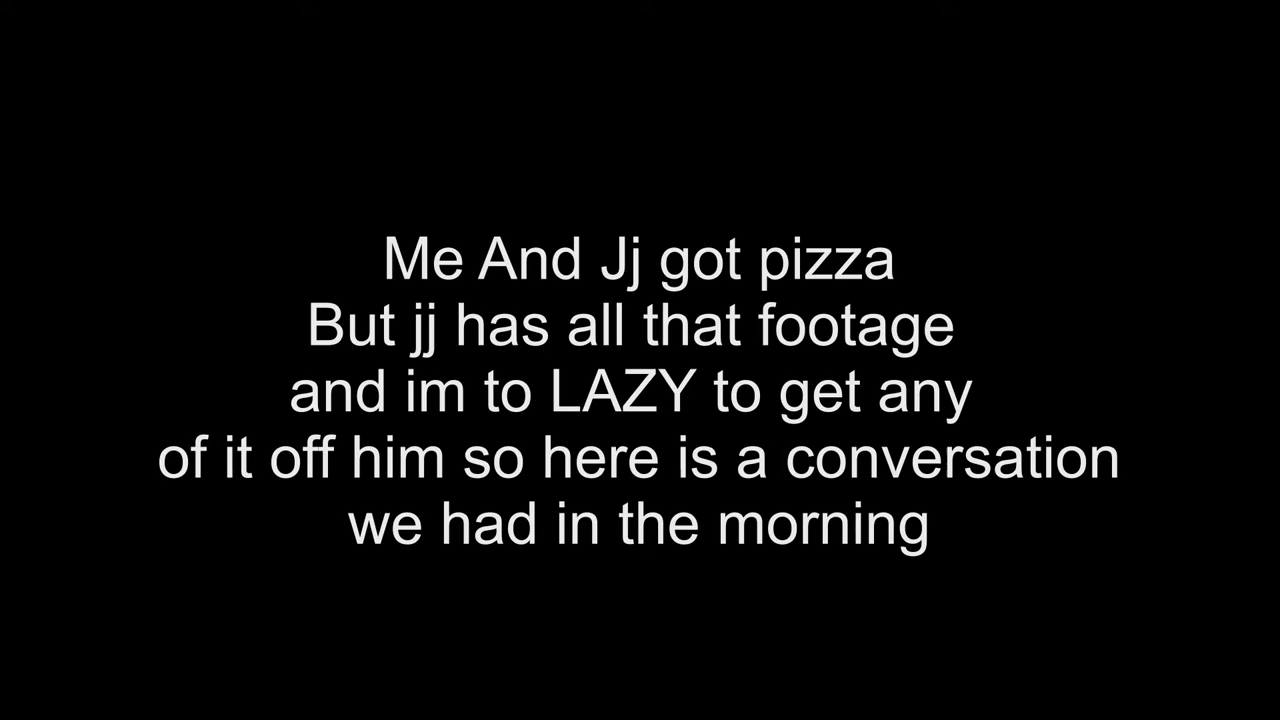 Me And Jj got pizza
But jj has all that footage
and im to LAZY to get any
of it off him so here is a conversation
we had in the morning